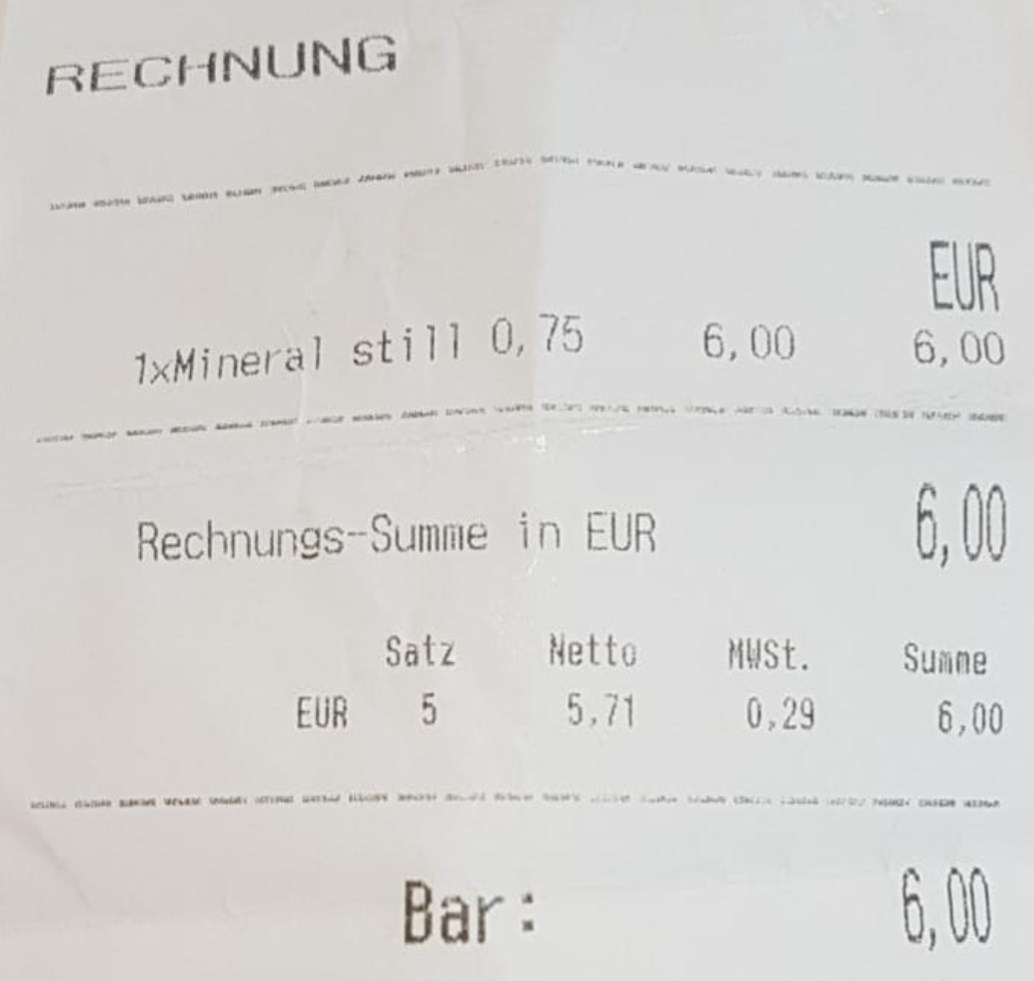 RECHNUNG
EUR
1xMineral still 0,75 6,00 6,00
Rechnungs-Summe in EUR 6,00
Satz Netto MWSt. Summe
EUR 5 5,71 0,29 6,00
Bar: 6,00